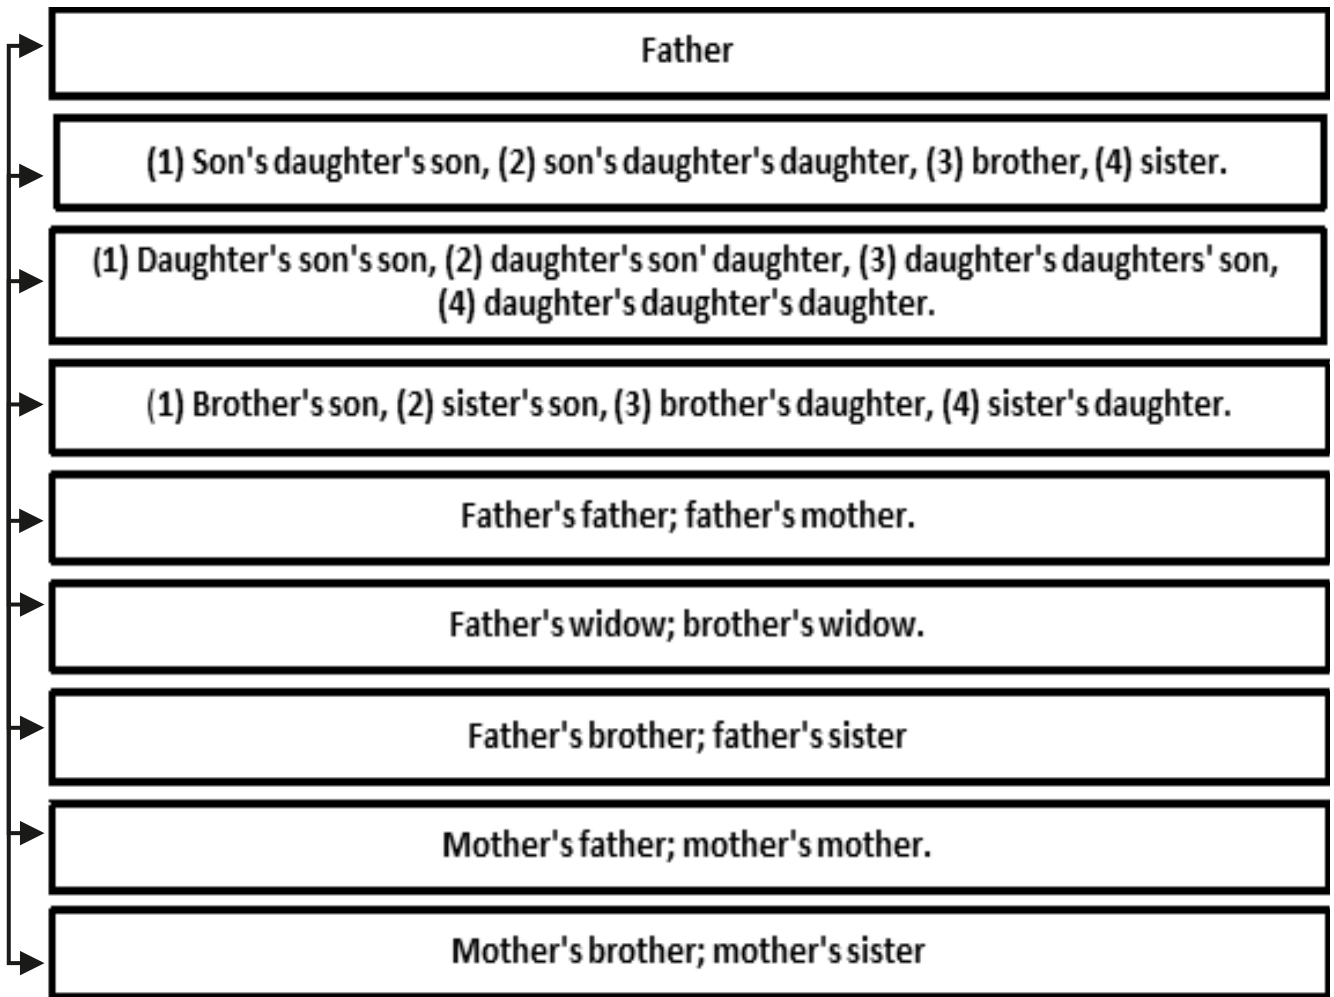 Father
(1) Son's daughter's son, (2) son's daughter's daughter, (3) brother, (4) sister.
(1) Daughter's son's son, (2) daughter's son' daughter, (3) daughter's daughters' son,
(4) daughter's daughter's daughter.
(1) Brother's son, (2) sister's son, (3) brother's daughter, (4) sister's daughter.
Father's father; father's mother.
Father's widow; brother's widow.
Father's brother; father's sister
Mother's father; mother's mother.
Mother's brother; mother's sister